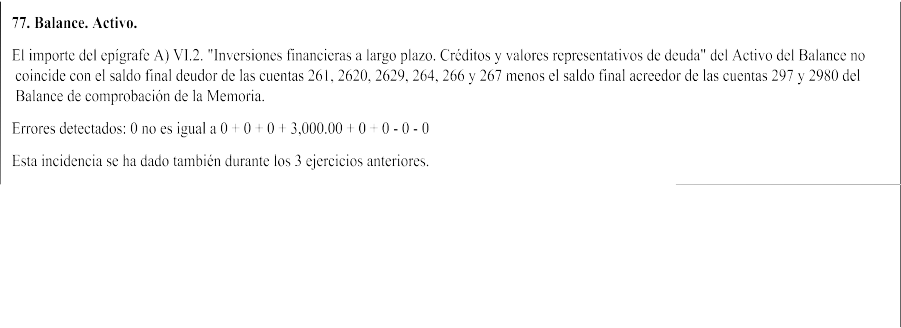 77. Balance. Activo.
El importe del epígrafe A) VI.2. "Inversiones financieras a largo plazo. Créditos y valores representativos de deuda" del Activo del Balance no
coincide con el saldo final deudor de las cuentas 261, 2620, 2629, 264, 266 y 267 menos el saldo final acreedor de las cuentas 297 y 2980 del
Balance de comprobación de la Memoria.
Errores detectados: 0 no es igual a 0 + 0 + 0 + 3,000.00 + 0 + 0 - 0 - 0
Esta incidencia se ha dado también durante los 3 ejercicios anteriores.